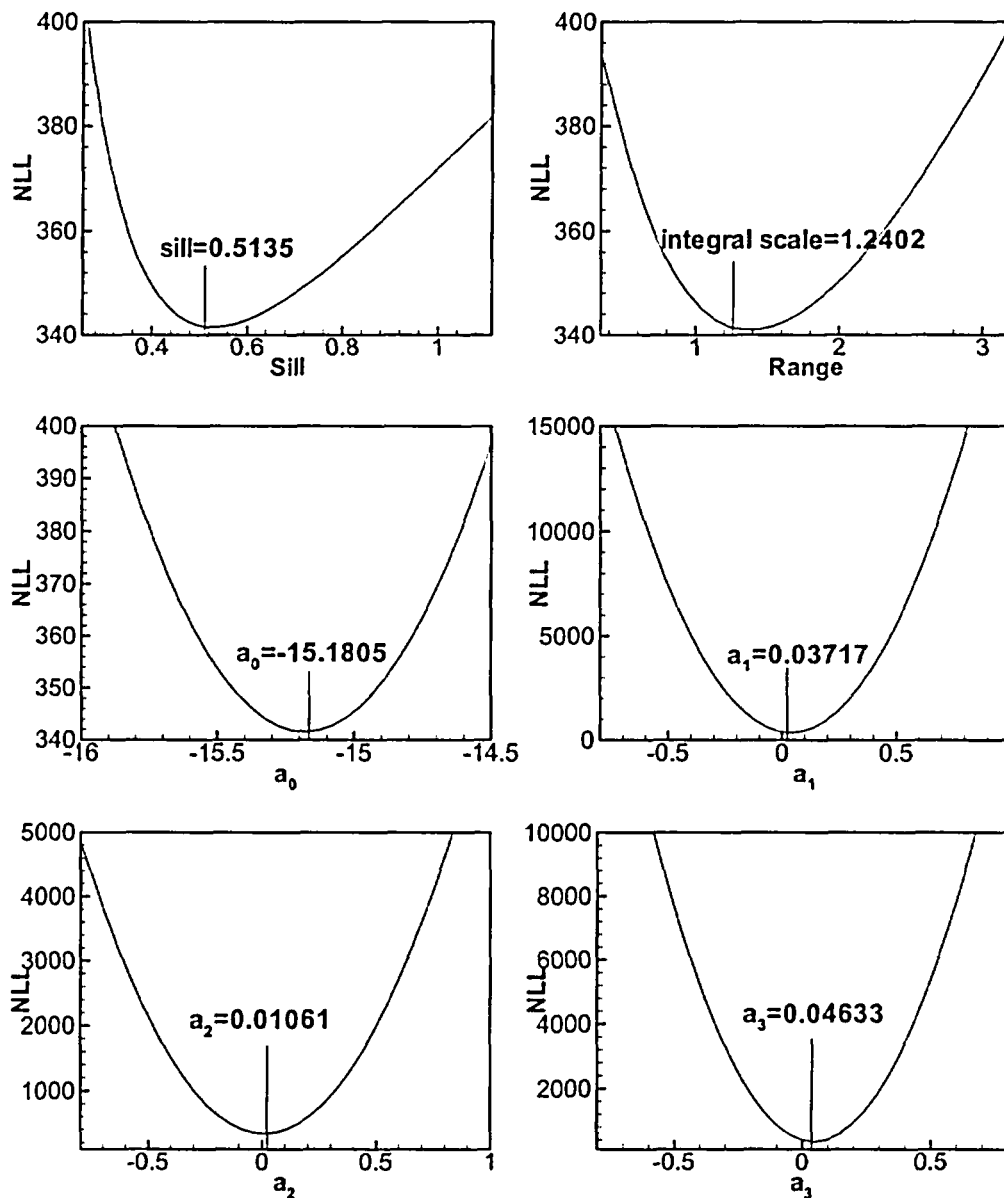 400
380
360
340
NLL
sill=0.5135
0.4
0.6
0.8
1
Sill
400
380
360
340
NLL
integral scale=1.2402
1
2
3
Range
400
390
380
370
360
350
340
NLL
a₀=-15.1805
-16
-15.5
-15
-14.5
a₀
15000
10000
5000
0
NLL
a₁=0.03717
-0.5
0
0.5
a₁
5000
4000
3000
2000
1000
NLL
a₂=0.01061
-0.5
0
0.5
1
a₂
10000
8000
6000
4000
2000
NLL
a₃=0.04633
-0.5
0
0.5
a₃